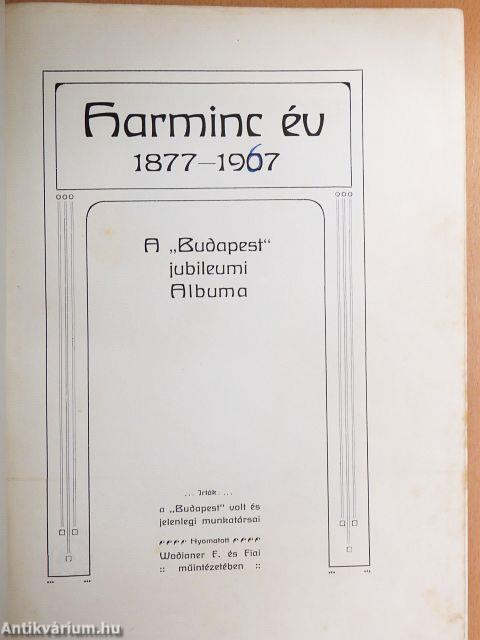 Harminc év
1877—1967
A „Budapest“
jubileumi
Albuma
... Irták: ...
a „Budapest“ volt és
jelenlegi munkatársai
Nyomatott
Wodianer F. és Fiai
:: műintézetében ::
Antikvárium.hu